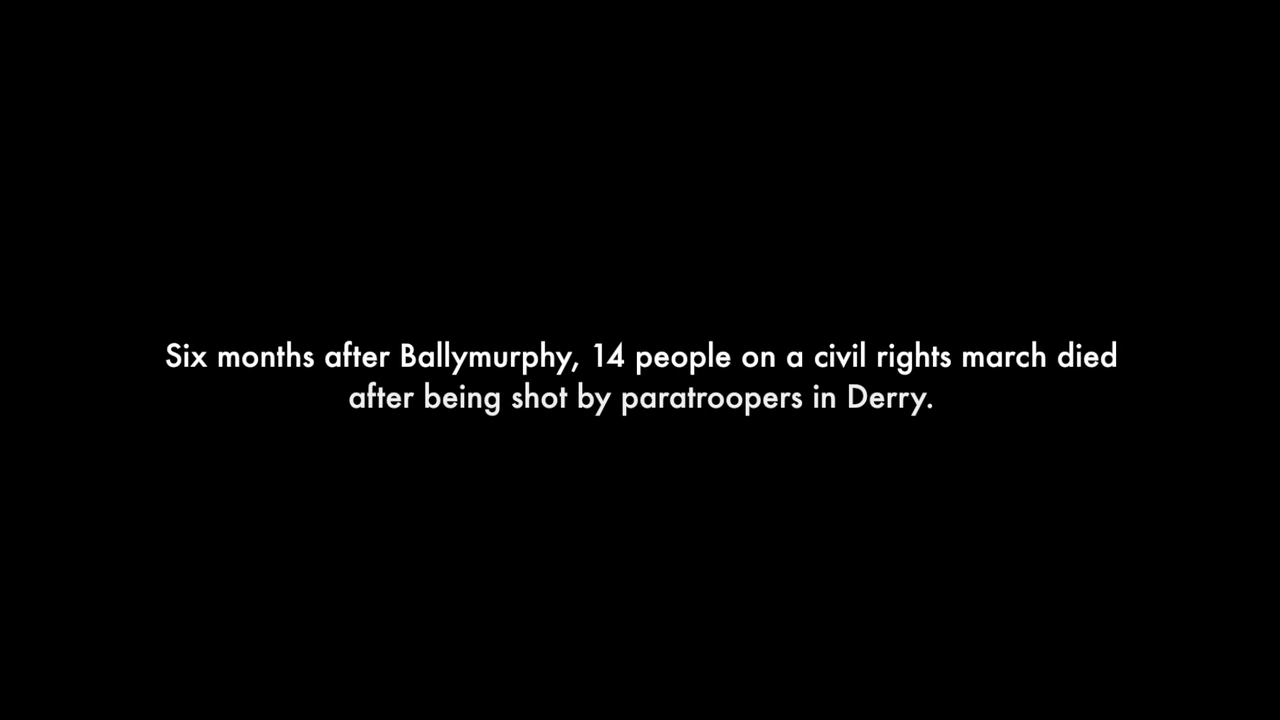 Six months after Ballymurphy, 14 people on a civil rights march died
after being shot by paratroopers in Derry.